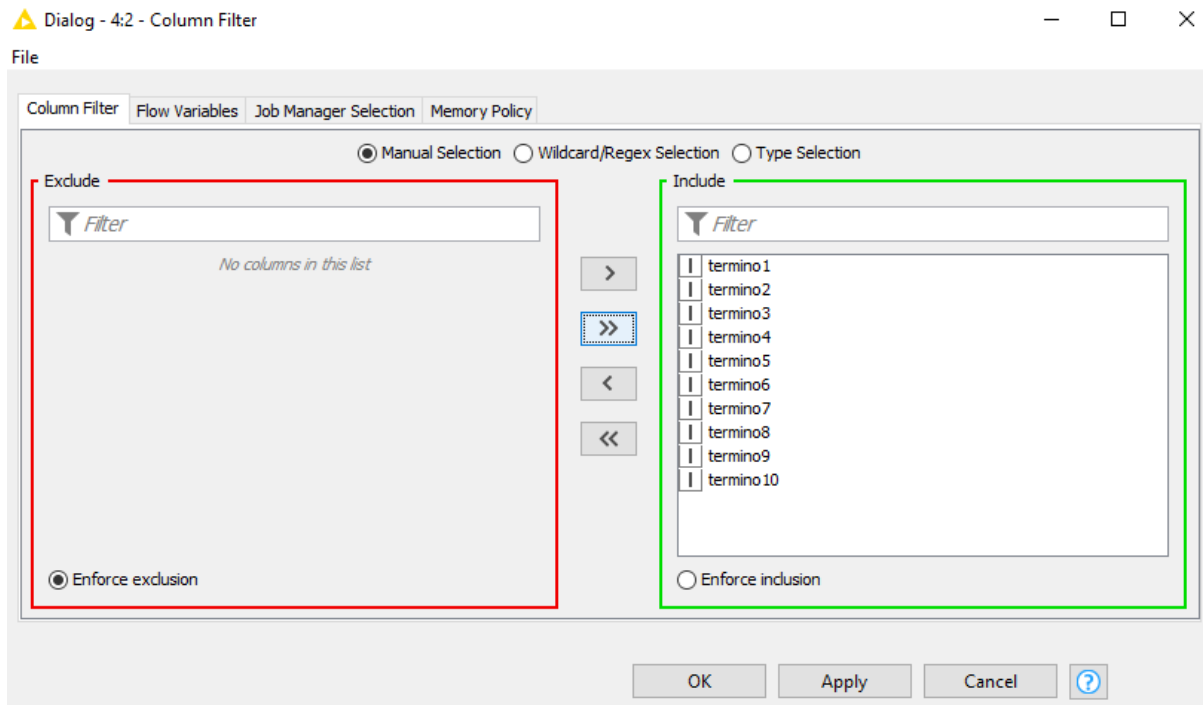 Dialog - 4:2 - Column Filter
File
Column Filter Flow Variables Job Manager Selection Memory Policy
Manual Selection Wildcard/Regex Selection Type Selection
Exclude
Filter
No columns in this list
Enforce exclusion
>
>>
<
<<
Include
Filter
I termino1
I termino2
I termino3
I termino4
I termino5
I termino6
I termino7
I termino8
I termino9
I termino10
Enforce inclusion
OK Apply Cancel ?